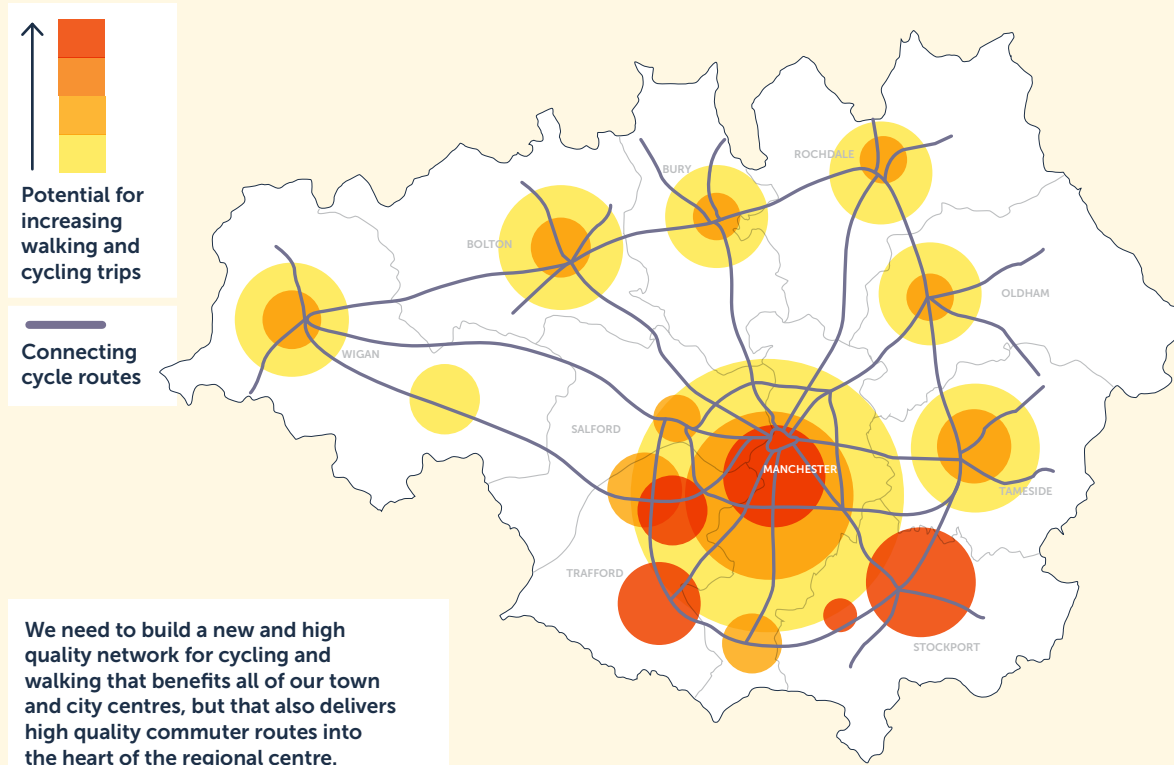 Potential for
increasing
walking and
cycling trips
Connecting
cycle routes
ROCHDALE
BURY
BOLTON
OLDHAM
WIGAN
SALFORD
MANCHESTER
TAMESIDE
TRAFFORD
STOCKPORT
We need to build a new and high
quality network for cycling and
walking that benefits all of our town
and city centres, but that also delivers
high quality commuter routes into
the heart of the regional centre.